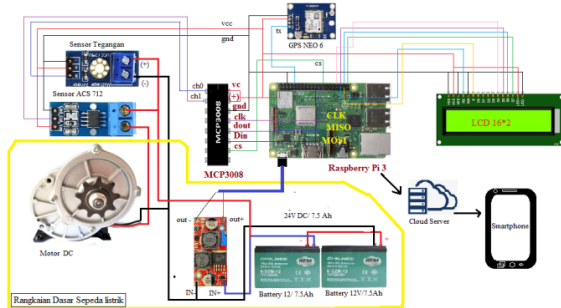 Sensor Tegangan
(+)
(-)
Sensor ACS 712
vcc
gnd
tx
GPS NEO 6
cs
ch0
ch1
MCP3008
vc
(+)
gnd
clk
dout
Din
cs
MCP3008
CLK
MISO
MOSI
Raspberry Pi 3
LCD 16*2
Cloud Server
Smartphone
24V DC/ 7.5 Ah
Motor DC
out -
out+
IN-
IN+
Battery 12/ 7.5Ah
Battery 12V/7.5Ah
Rangkaian Dasar Sepeda listrik